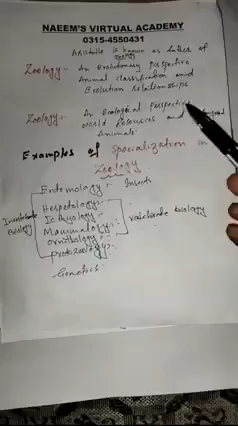 NAEEM'S VIRTUAL ACADEMY
0315-4550431
Aristotle is known as father of
Zoology
Zoology:- An Evolutionary Perspective
Animal classification and
Evolution relationships
Zoology:- An Ecological Perspective
World Resources and
Animals
Examples of Specialization in
Zoology
Entomology:- Insects
Herpetology:-
Invertebrate Icthyology:- vertebrate biology
Biology Mammalogy:-
ornithology:-
protozoology:-
Genetics